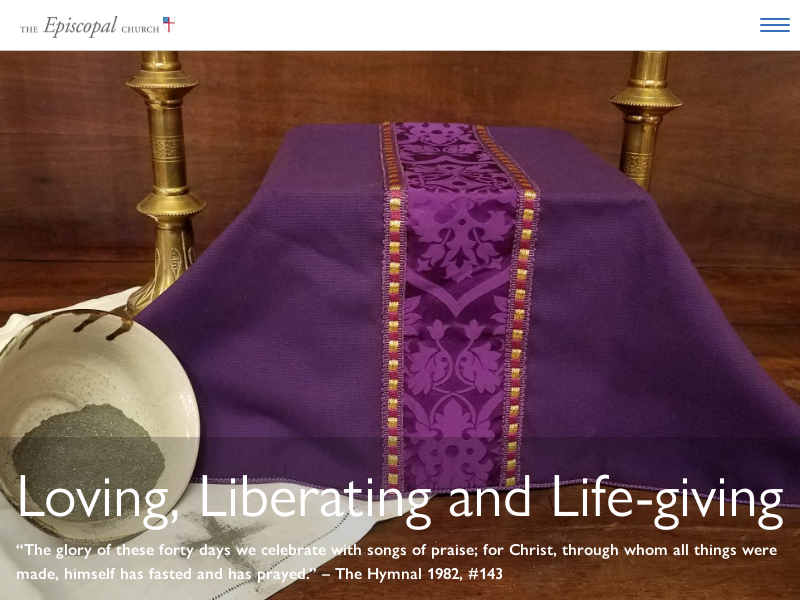 THE Episcopal CHURCH
Loving, Liberating and Life-giving
“The glory of these forty days we celebrate with songs of praise; for Christ, through whom all things were
made, himself has fasted and has prayed.” – The Hymnal 1982, #143